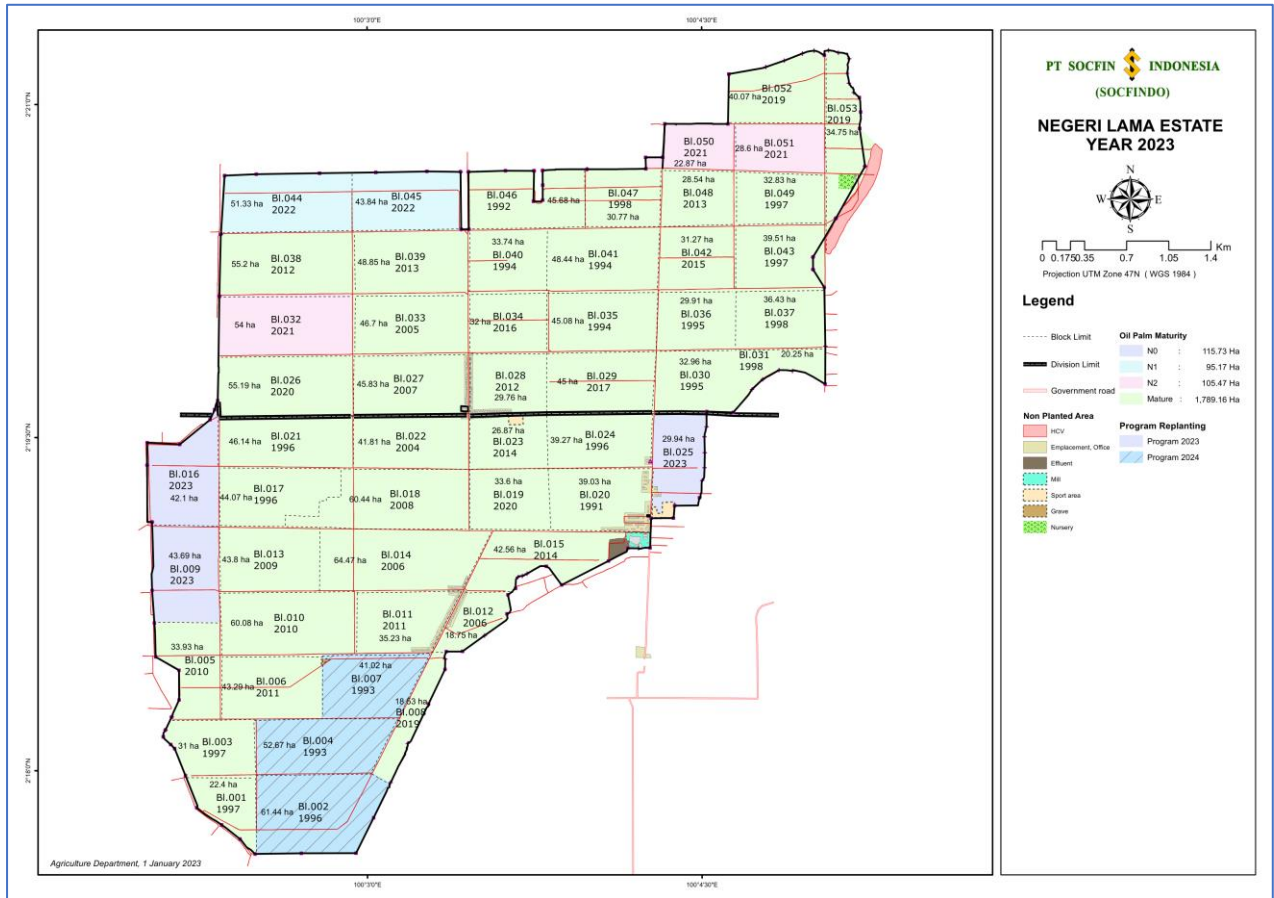 100°3'0"E 100°4'30"E
2°21'0"N
2°19'30"N
2°18'0"N
Bl.052
40.07 ha
2019
Bl.053
2019
34.75 ha
Bl.050
2021
22.87 ha
Bl.051
28.6 ha
2021
Bl.044
51.33 ha
2022
Bl.045
43.84 ha
2022
Bl.046
1992
45.68 ha
Bl.047
1998
30.77 ha
28.54 ha
Bl.048
2013
32.83 ha
Bl.049
1997
Bl.038
55.2 ha
2012
Bl.039
48.85 ha
2013
33.74 ha
Bl.040
1994
Bl.041
48.44 ha
1994
31.27 ha
Bl.042
2015
39.51 ha
Bl.043
1997
Bl.032
54 ha
2021
Bl.033
46.7 ha
2005
Bl.034
32 ha
2016
Bl.035
45.08 ha
1994
29.91 ha
Bl.036
1995
36.43 ha
Bl.037
1998
Bl.026
55.19 ha
2020
Bl.027
45.83 ha
2007
Bl.028
2012
29.76 ha
Bl.029
45 ha
2017
32.96 ha
Bl.030
1995
Bl.031
1998
20.25 ha
Bl.021
46.14 ha
1996
Bl.022
41.81 ha
2004
26.87 ha
Bl.023
2014
Bl.024
39.27 ha
1996
29.94 ha
Bl.025
2023
Bl.016
2023
42.1 ha
Bl.017
44.07 ha
1996
Bl.018
60.44 ha
2008
33.6 ha
Bl.019
2020
39.03 ha
Bl.020
1991
43.69 ha
Bl.009
2023
Bl.013
43.8 ha
2009
Bl.014
64.47 ha
2006
Bl.015
42.56 ha
2014
Bl.010
60.08 ha
2010
Bl.011
2011
35.23 ha
Bl.012
2006
18.75 ha
33.93 ha
Bl.005
2010
Bl.006
43.29 ha
2011
41.02 ha
Bl.007
1993
18.63 ha
Bl.008
2019
Bl.003
31 ha
1997
Bl.004
52.67 ha
1993
22.4 ha
Bl.001
1997
Bl.002
61.44 ha
1996
Agriculture Department, 1 January 2023
100°3'0"E 100°4'30"E
PT SOCFIN INDONESIA
(SOCFINDO)
NEGERI LAMA ESTATE
YEAR 2023
N
W E
S
Km
0 0.175 0.35 0.7 1.05 1.4
Projection UTM Zone 47N ( WGS 1984 )
Legend
Block Limit
Division Limit
Government road
Non Planted Area
HCV
Emplacement, Office
Effluent
Mill
Sport area
Grave
Nursery
Oil Palm Maturity
N0 : 115.73 Ha
N1 : 95.17 Ha
N2 : 105.47 Ha
Mature : 1,789.16 Ha
Program Replanting
Program 2023
Program 2024